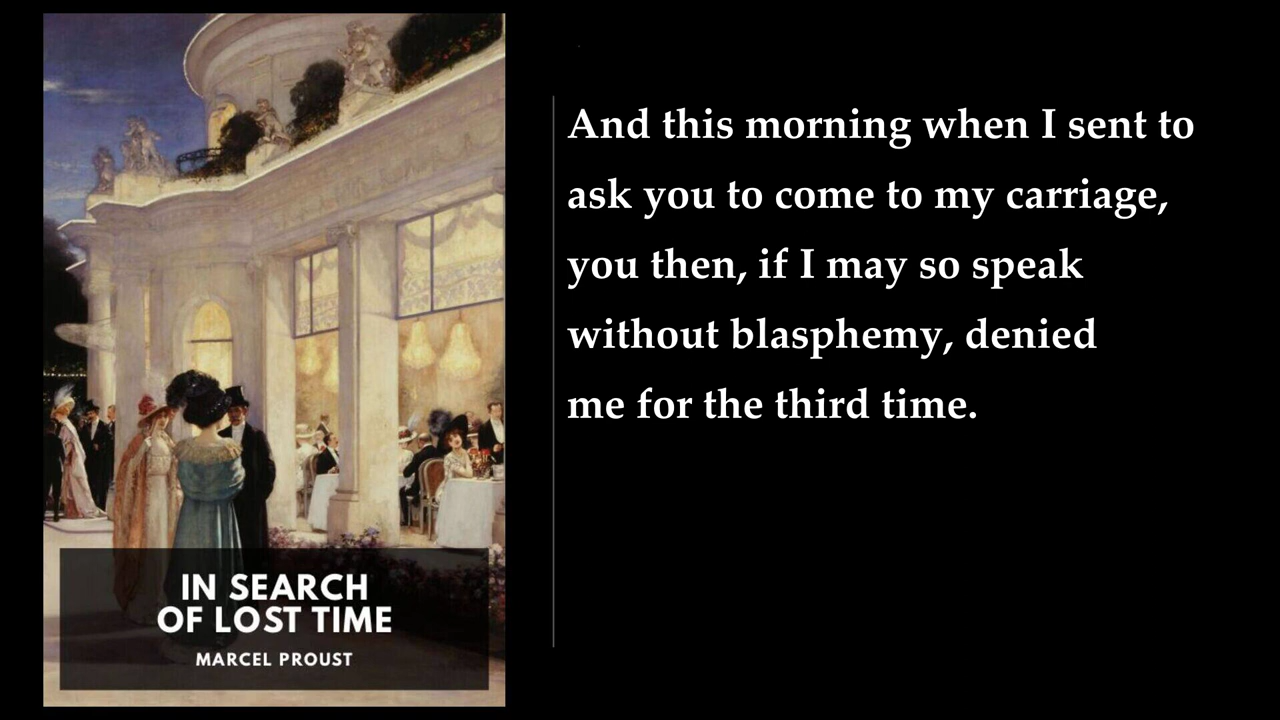 IN SEARCH
OF LOST TIME
MARCEL PROUST
And this morning when I sent to
ask you to come to my carriage,
you then, if I may so speak
without blasphemy, denied
me for the third time.